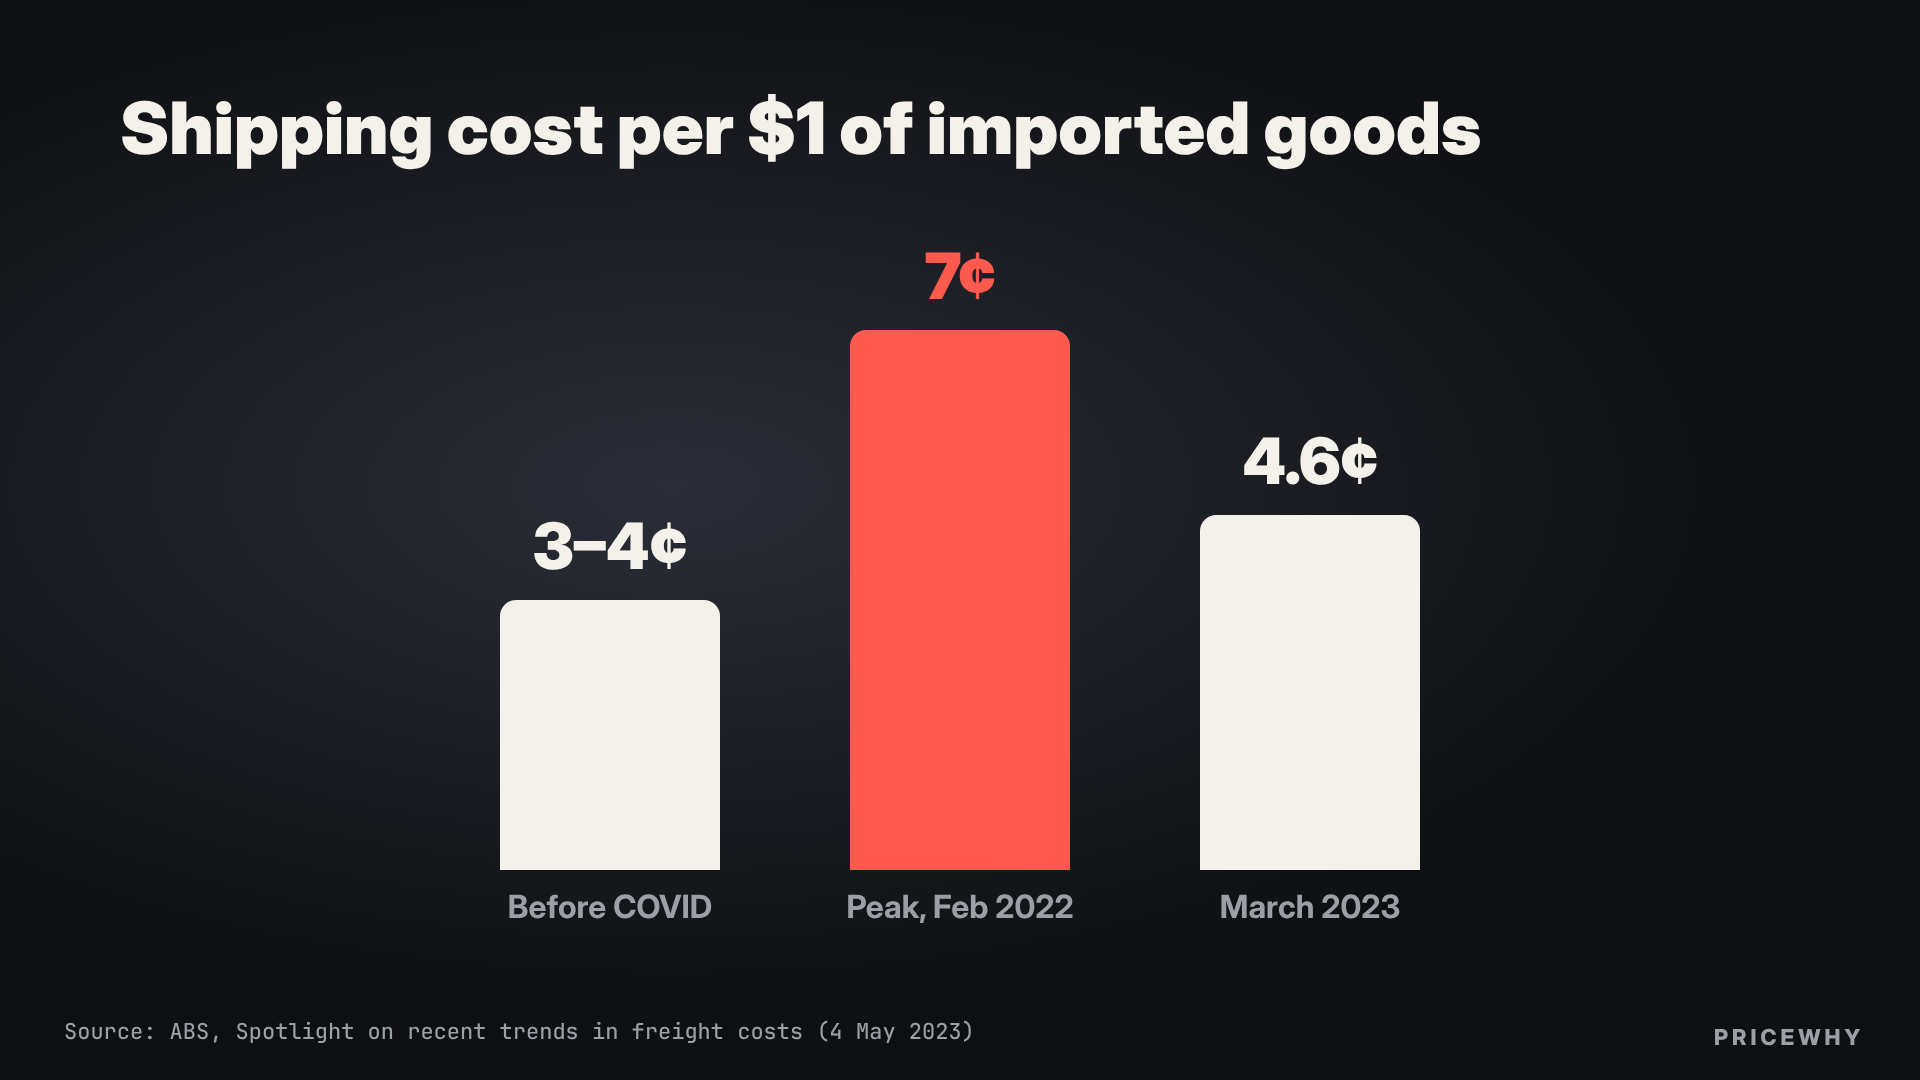 Shipping cost per $1 of imported goods
7¢
4.6¢
3–4¢
Before COVID
Peak, Feb 2022
March 2023
Source: ABS, Spotlight on recent trends in freight costs (4 May 2023)
PRICEWHY